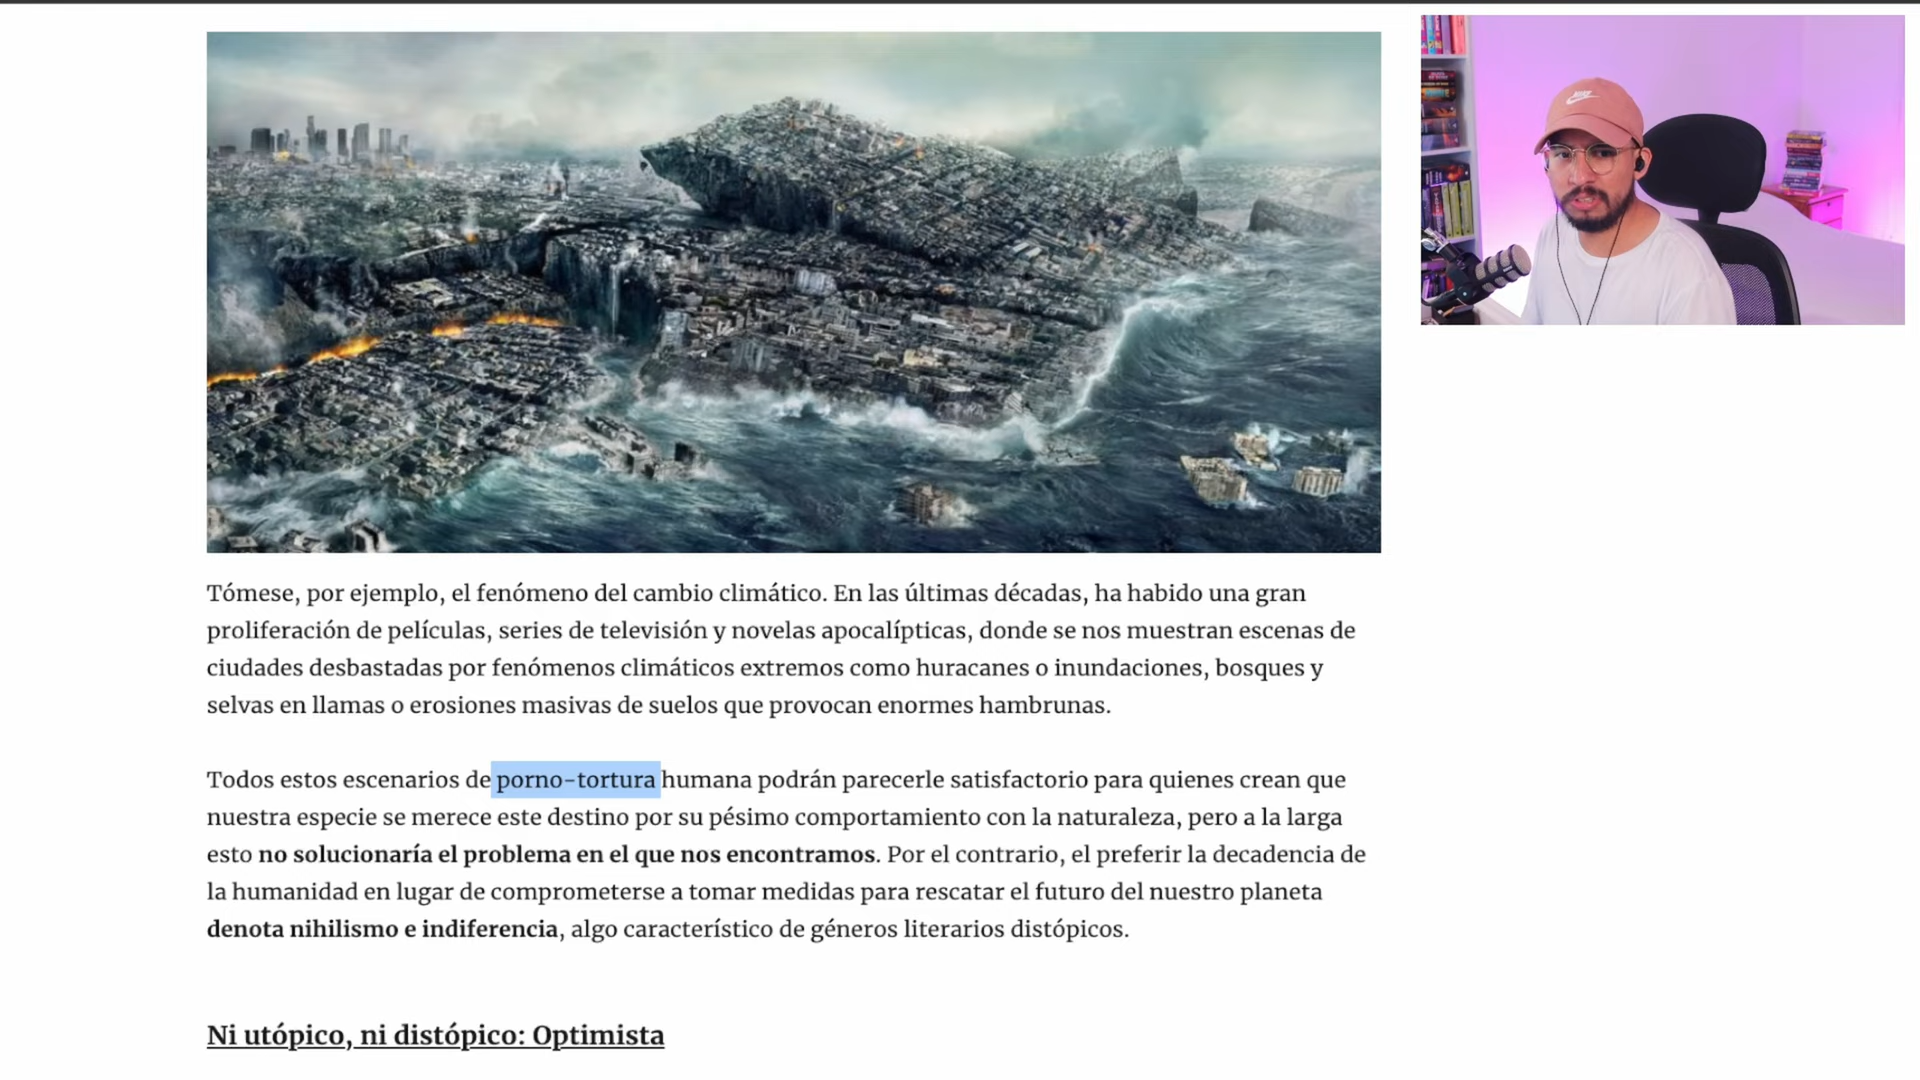 Tómese, por ejemplo, el fenómeno del cambio climático. En las últimas décadas, ha habido una gran
proliferación de películas, series de televisión y novelas apocalípticas, donde se nos muestran escenas de
ciudades desbastadas por fenómenos climáticos extremos como huracanes o inundaciones, bosques y
selvas en llamas o erosiones masivas de suelos que provocan enormes hambrunas.
Todos estos escenarios de porno-tortura humana podrán parecerle satisfactorio para quienes crean que
nuestra especie se merece este destino por su pésimo comportamiento con la naturaleza, pero a la larga
esto no solucionaría el problema en el que nos encontramos. Por el contrario, el preferir la decadencia de
la humanidad en lugar de comprometerse a tomar medidas para rescatar el futuro del nuestro planeta
denota nihilismo e indiferencia, algo característico de géneros literarios distópicos.
Ni utópico, ni distópico: Optimista